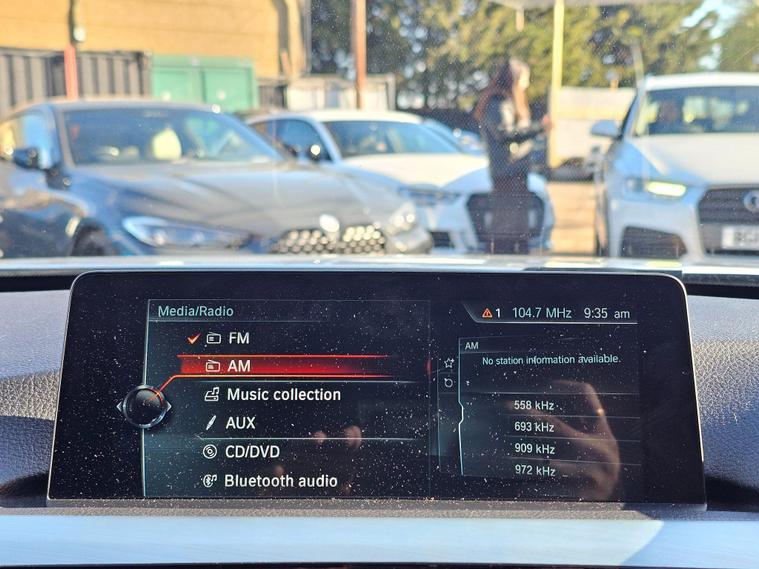 Media/Radio
1 104.7 MHz 9:35 am
FM
AM
Music collection
AUX
CD/DVD
Bluetooth audio
AM
No station information available.
558 kHz
693 kHz
909 kHz
972 kHz